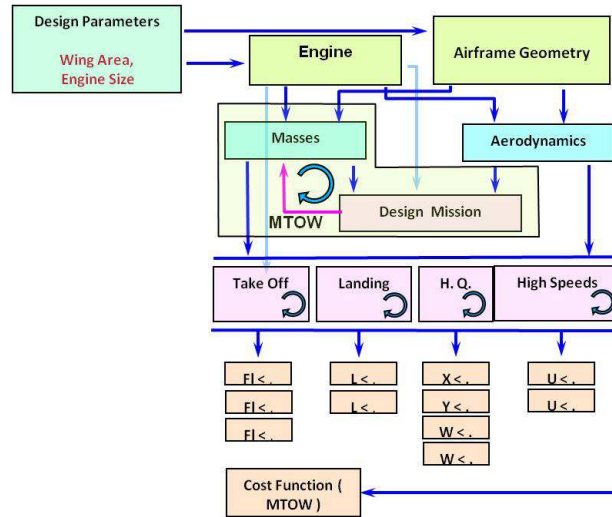 Design Parameters
Wing Area,
Engine Size
Engine
Airframe Geometry
Masses
Aerodynamics
MTOW
Design Mission
Take Off
Landing
H. Q.
High Speeds
Fl < .
L < .
X < .
U < .
Fl < .
L < .
Y < .
U < .
Fl < .
W < .
W < .
Cost Function (
MTOW )